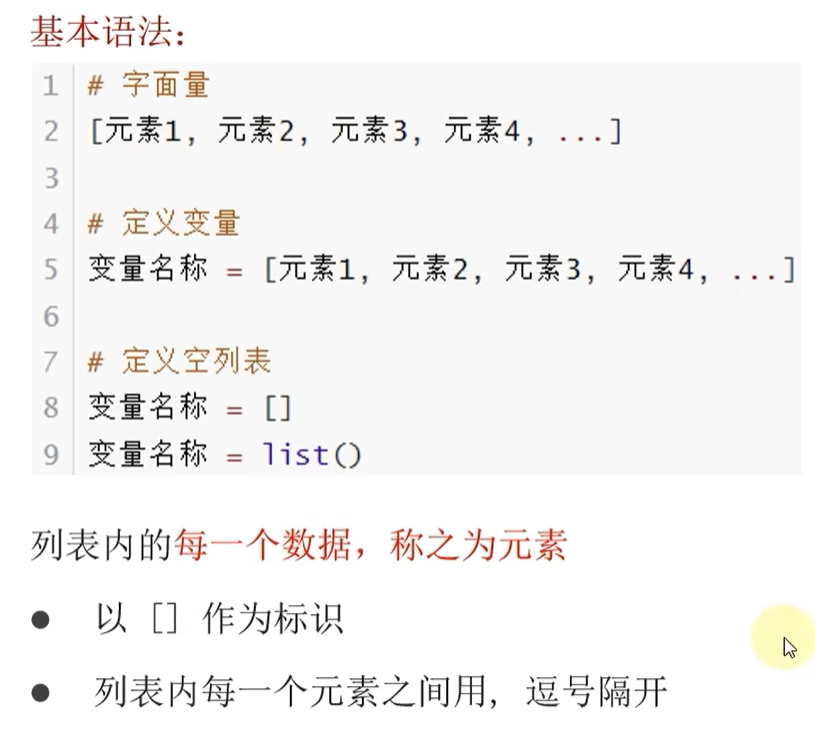 基本语法：
1 # 字面量
2 [元素1, 元素2, 元素3, 元素4, ...]
3
4 # 定义变量
5 变量名称 = [元素1, 元素2, 元素3, 元素4, ...]
6
7 # 定义空列表
8 变量名称 = []
9 变量名称 = list()
列表内的每一个数据，称之为元素
● 以 [] 作为标识
● 列表内每一个元素之间用, 逗号隔开